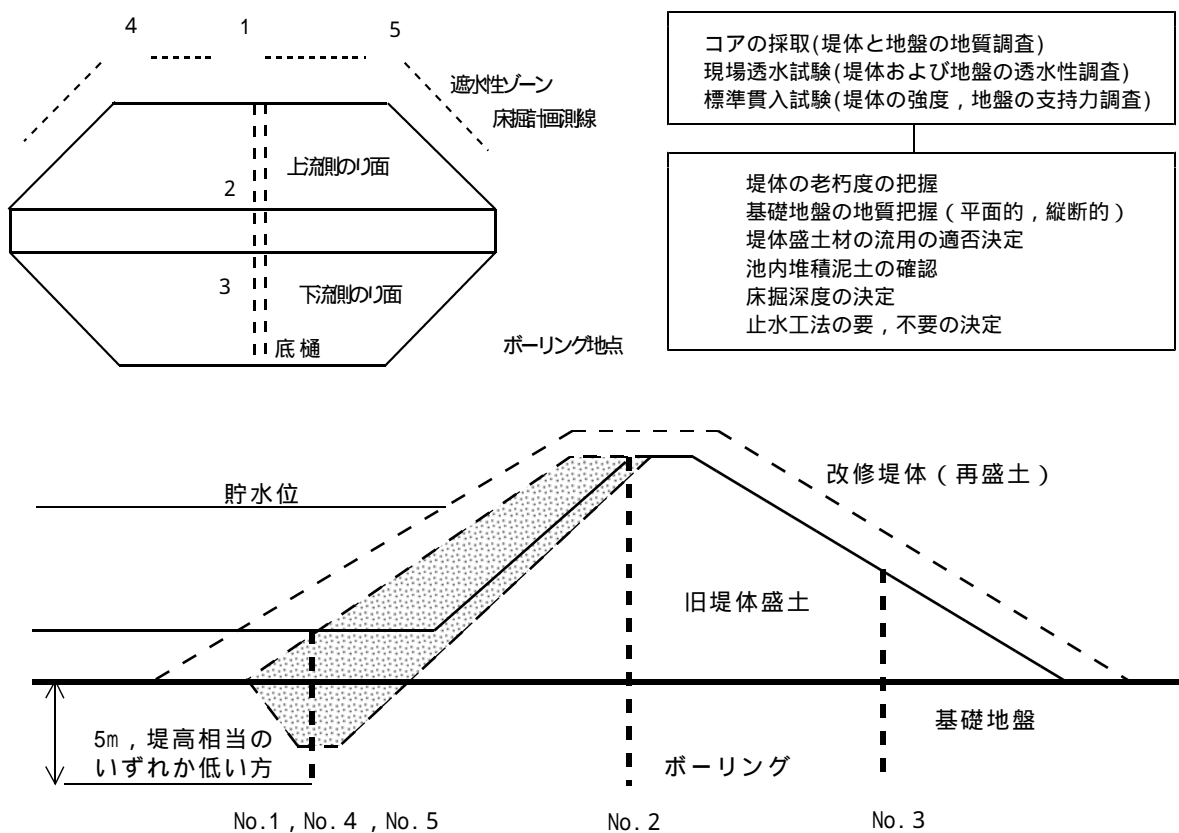 4 1 5
遮水性ゾーン
床掘計画測線
上流側のり面
2
3
下流側のり面
底樋
ボーリング地点
コアの採取(堤体と地盤の地質調査)
現場透水試験(堤体および地盤の透水性調査)
標準貫入試験(堤体の強度，地盤の支持力調査)
堤体の老朽度の把握
基礎地盤の地質把握（平面的，縦断的）
堤体盛土材の流用の適否決定
池内堆積泥土の確認
床掘深度の決定
止水工法の要，不要の決定
改修堤体（再盛土）
貯水位
旧堤体盛土
基礎地盤
5m，堤高相当の
いずれか低い方
ボーリング
No.1，No.4，No.5
No.2
No.3